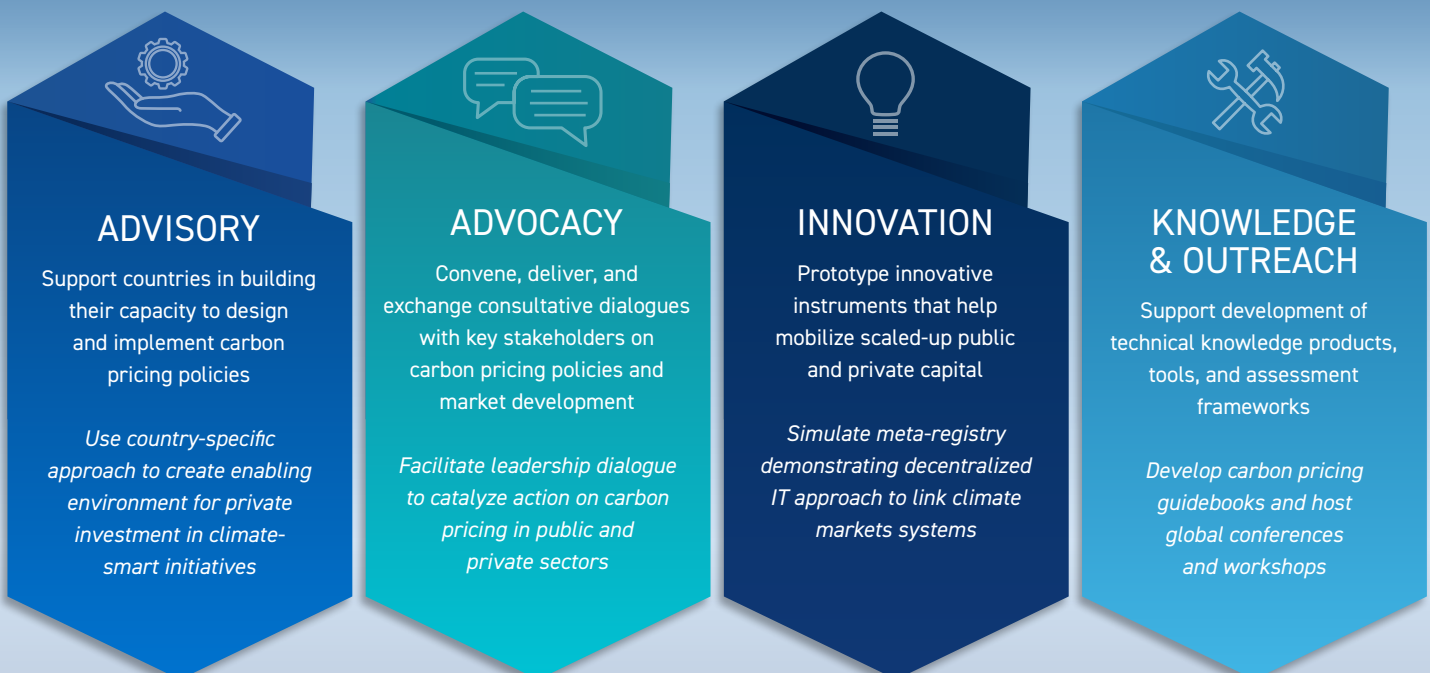 ADVISORY
Support countries in building
their capacity to design
and implement carbon
pricing policies
Use country-specific
approach to create enabling
environment for private
investment in climate-
smart initiatives
ADVOCACY
Convene, deliver, and
exchange consultative dialogues
with key stakeholders on
carbon pricing policies and
market development
Facilitate leadership dialogue
to catalyze action on carbon
pricing in public and
private sectors
INNOVATION
Prototype innovative
instruments that help
mobilize scaled-up public
and private capital
Simulate meta-registry
demonstrating decentralized
IT approach to link climate
markets systems
KNOWLEDGE
& OUTREACH
Support development of
technical knowledge products,
tools, and assessment
frameworks
Develop carbon pricing
guidebooks and host
global conferences
and workshops